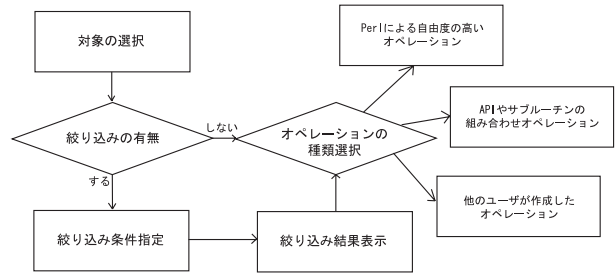 対象の選択
絞り込みの有無
しない
する
絞り込み条件指定
絞り込み結果表示
オペレーションの
種類選択
Perlによる自由度の高い
オペレーション
APIやサブルーチンの
組み合わせオペレーション
他のユーザが作成した
オペレーション